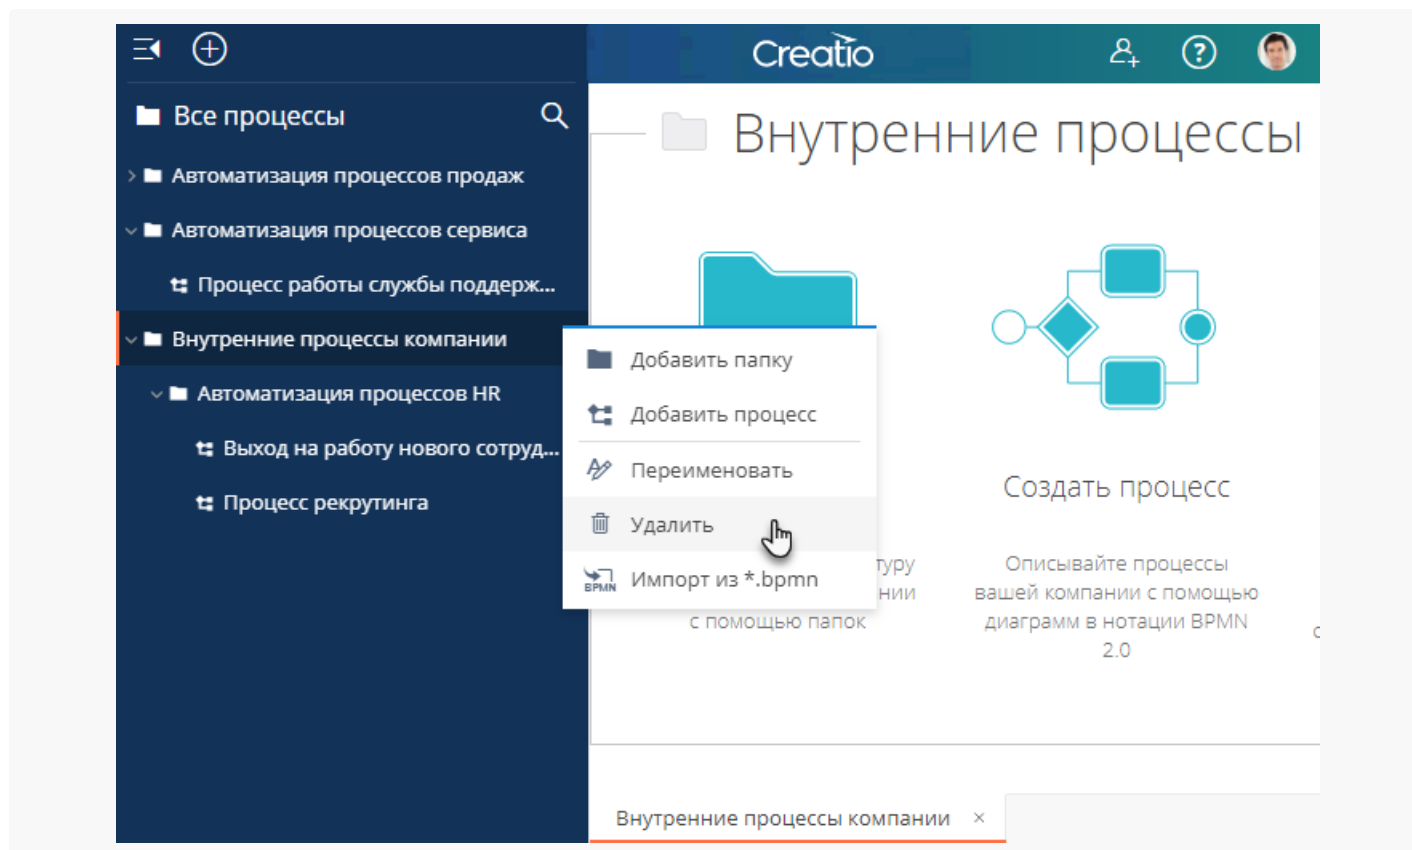 Creatio
Все процессы
Автоматизация процессов продаж
Автоматизация процессов сервиса
Процесс работы службы поддерж...
Внутренние процессы компании
Автоматизация процессов HR
Выход на работу нового сотруд...
Процесс рекрутинга
Внутренние процессы
Добавить папку
Добавить процесс
Переименовать
Удалить
BPMN Импорт из *.bpmn
туру
нии
с помощью папок
Создать процесс
Описывайте процессы
вашей компании с помощью
диаграмм в нотации BPMN
2.0
Внутренние процессы компании